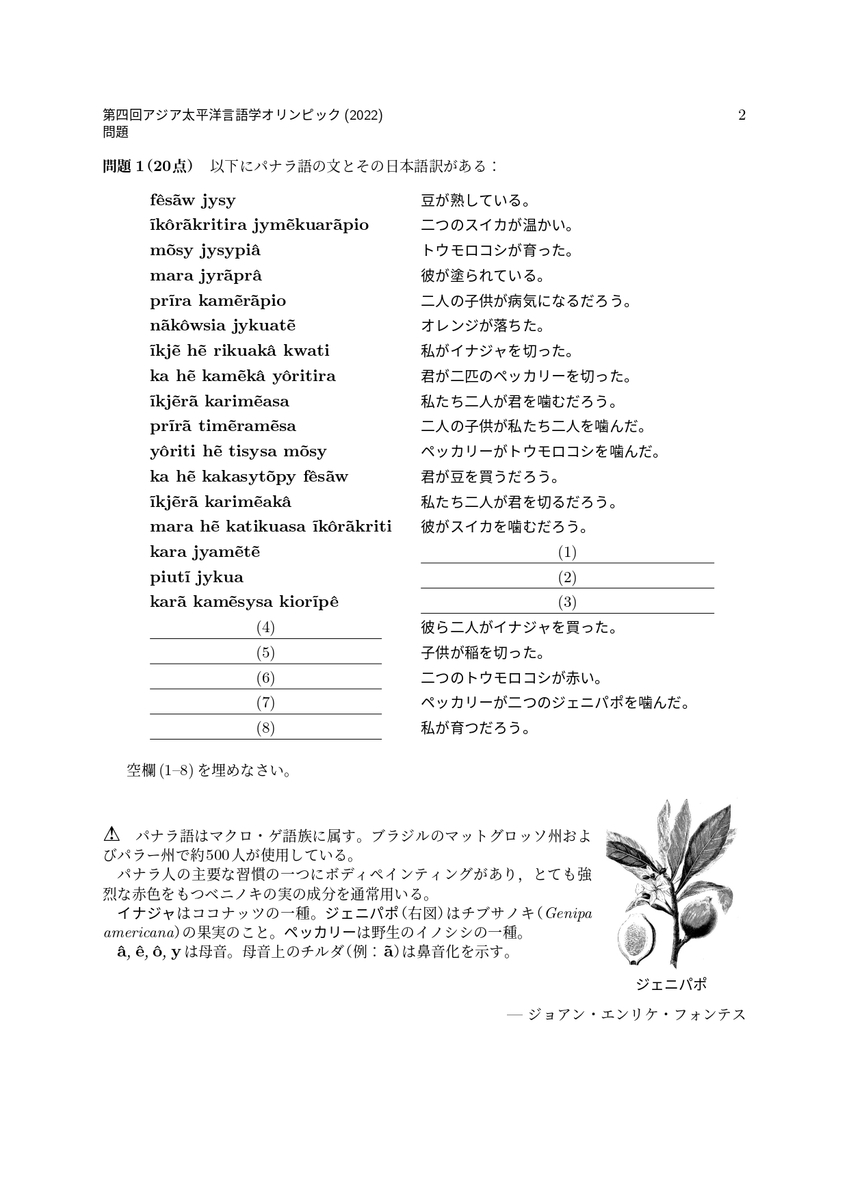 第四回アジア太平洋言語学オリンピック (2022)
2
問題
問題 1 (20点) 以下にパナラ語の文とその日本語訳がある：
fêsãw jysy 豆が熟している。
ĩkôrãkritira jymẽkuarãpio 二つのスイカが温かい。
mõsy jysypiâ トウモロコシが育った。
mara jyrãprâ 彼が塗られている。
prĩra kamẽrãpio 二人の子供が病気になるだろう。
nãkôwsia jykuatẽ オレンジが落ちた。
ĩkjẽ hẽ rikuakâ kwati 私がイナジャを切った。
ka hẽ kamẽkâ yôritira 君が二匹のペッカリーを切った。
ĩkjẽrã karimẽasa 私たち二人が君を噛むだろう。
prĩrã timẽramẽsa 二人の子供が私たち二人を噛んだ。
yôriti hẽ tisysa mõsy ペッカリーがトウモロコシを噛んだ。
ka hẽ kakasytõpy fêsãw 君が豆を買うだろう。
ĩkjẽrã karimẽakâ 私たち二人が君を切るだろう。
mara hẽ katikuasa ĩkôrãkriti 彼がスイカを噛むだろう。
kara jyamẽtẽ (1)
piutĩ jykua (2)
karã kamẽsysa kiorĩpê (3)
(4) 彼ら二人がイナジャを買った。
(5) 子供が稲を切った。
(6) 二つのトウモロコシが赤い。
(7) ペッカリーが二つのジェニパポを噛んだ。
(8) 私が育つだろう。
空欄 (1–8) を埋めなさい。
⚠ パナラ語はマクロ・ゲ語族に属す。ブラジルのマットグロッソ州およ
びパラー州で約500人が使用している。
パナラ人の主要な習慣の一つにボディペインティングがあり，とても強
烈な赤色をもつベニノキの実の成分を通常用いる。
イナジャはココナッツの一種。ジェニパポ (右図) はチブサノキ (Genipa
americana) の果実のこと。ペッカリーは野生のイノシシの一種。
â, ê, ô, y は母音。母音上のチルダ (例：ã) は鼻音化を示す。
ジェニパポ
— ジョアン・エンリケ・フォンテス